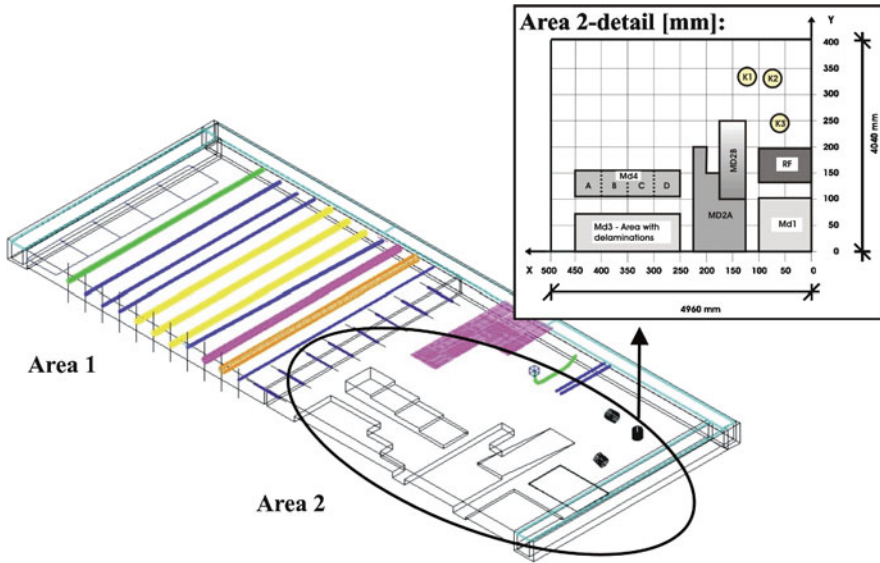 Area 2-detail [mm]:
Y
400
350
300
250
200
150
100
50
0
K1
K2
K3
RF
MD2B
Md4
A B C D
MD2A
Md1
Md3 - Area with
delaminations
X 500 450 400 350 300 250 200 150 100 50 0
4960 mm
4040 mm
Area 1
Area 2